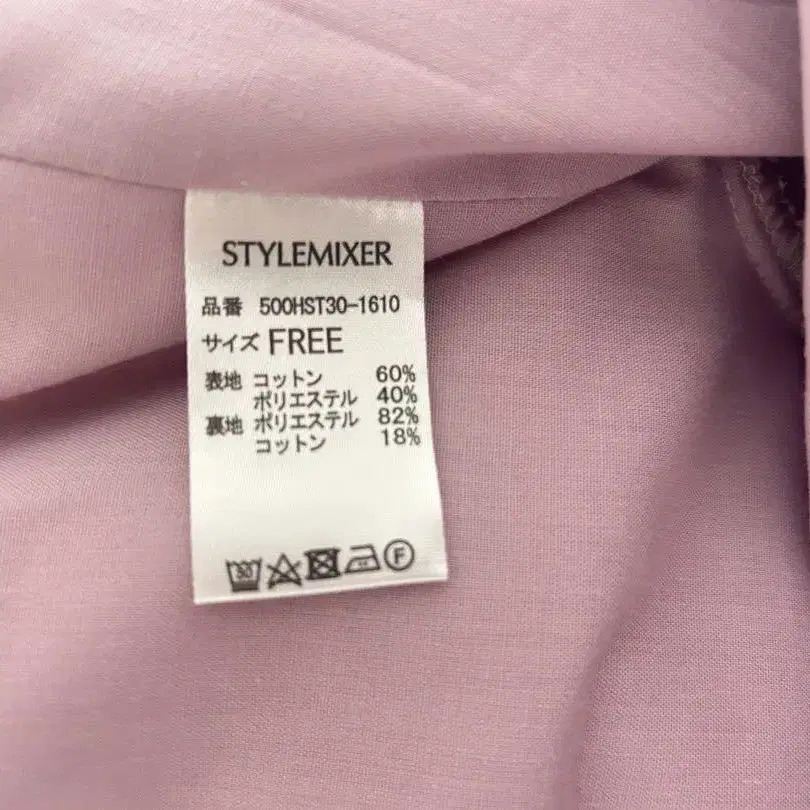 STYLEMIXER
品番 500HST30-1610
サイズ FREE
表地 コットン 60%
ポリエステル 40%
裏地 ポリエステル 82%
コットン 18%
30
F